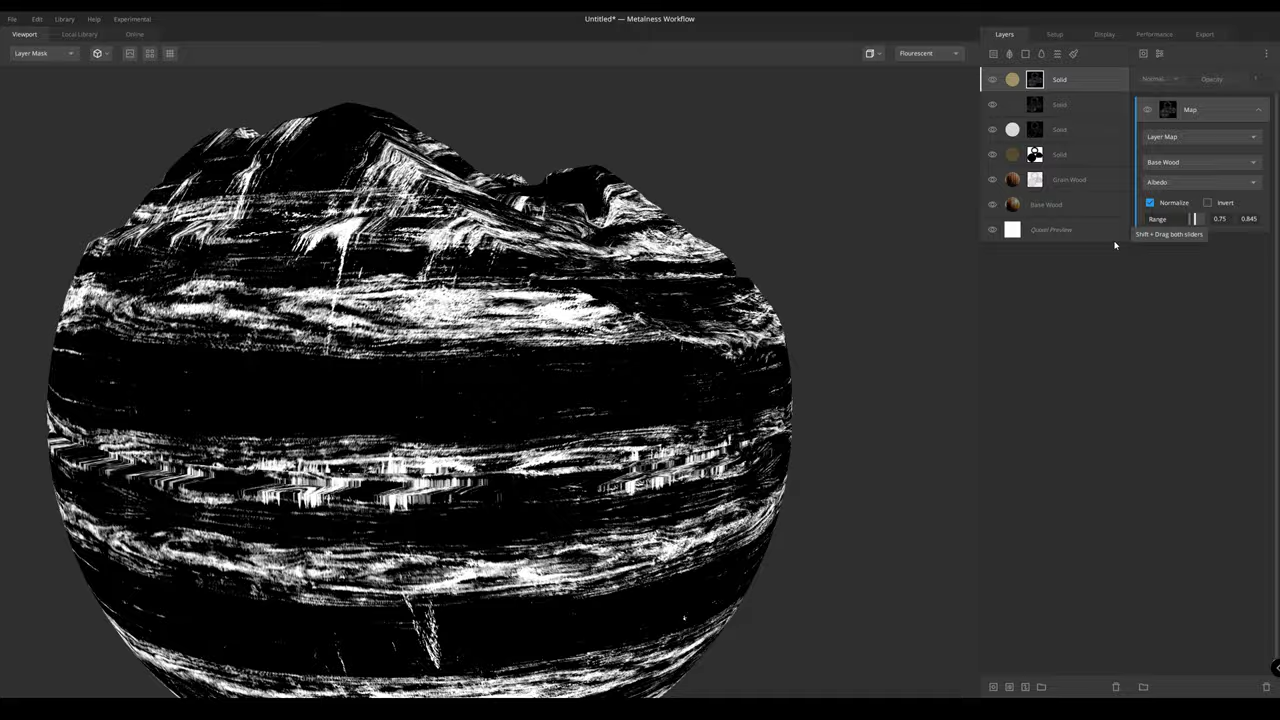 Untitled* — Metalness Workflow
File Edit Library Help Experimental
Viewport Local Library Online
Layers Setup Display Performance Export
Layer Mask
Flourescent
Solid
Normal Opacity
Solid
Map
Solid
Layer Map
Solid
Base Wood
Grain Wood
Albedo
Base Wood
Normalize Invert
Range 0.75 0.845
Quixel Preview
Shift + Drag both sliders